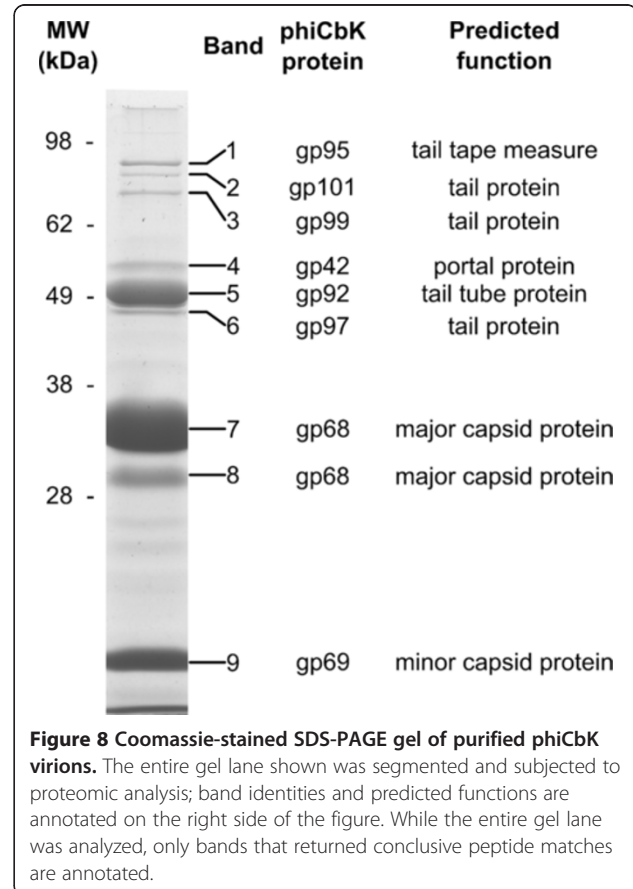 MW (kDa) Band phiCbK protein Predicted function
98 -
1 gp95 tail tape measure
2 gp101 tail protein
62 - 3 gp99 tail protein
4 gp42 portal protein
49 - 5 gp92 tail tube protein
6 gp97 tail protein
38 -
7 gp68 major capsid protein
8 gp68 major capsid protein
28 -
9 gp69 minor capsid protein
Figure 8 Coomassie-stained SDS-PAGE gel of purified phiCbK
virions. The entire gel lane shown was segmented and subjected to
proteomic analysis; band identities and predicted functions are
annotated on the right side of the figure. While the entire gel lane
was analyzed, only bands that returned conclusive peptide matches
are annotated.